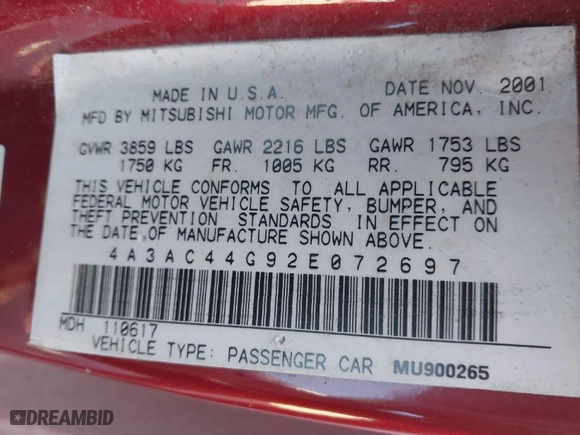 MADE IN U.S.A. DATE NOV. 2001
MFD BY MITSUBISHI MOTOR MFG. OF AMERICA, INC.
GVWR 3859 LBS GAWR 2216 LBS GAWR 1753 LBS
1750 KG FR. 1005 KG RR. 795 KG
THIS VEHICLE CONFORMS TO ALL APPLICABLE
FEDERAL MOTOR VEHICLE SAFETY, BUMPER, AND
THEFT PREVENTION STANDARDS IN EFFECT ON
THE DATE OF MANUFACTURE SHOWN ABOVE.
4A3AC44G92E072697
MDH 110617
VEHICLE TYPE: PASSENGER CAR MU900265
DREAMBID